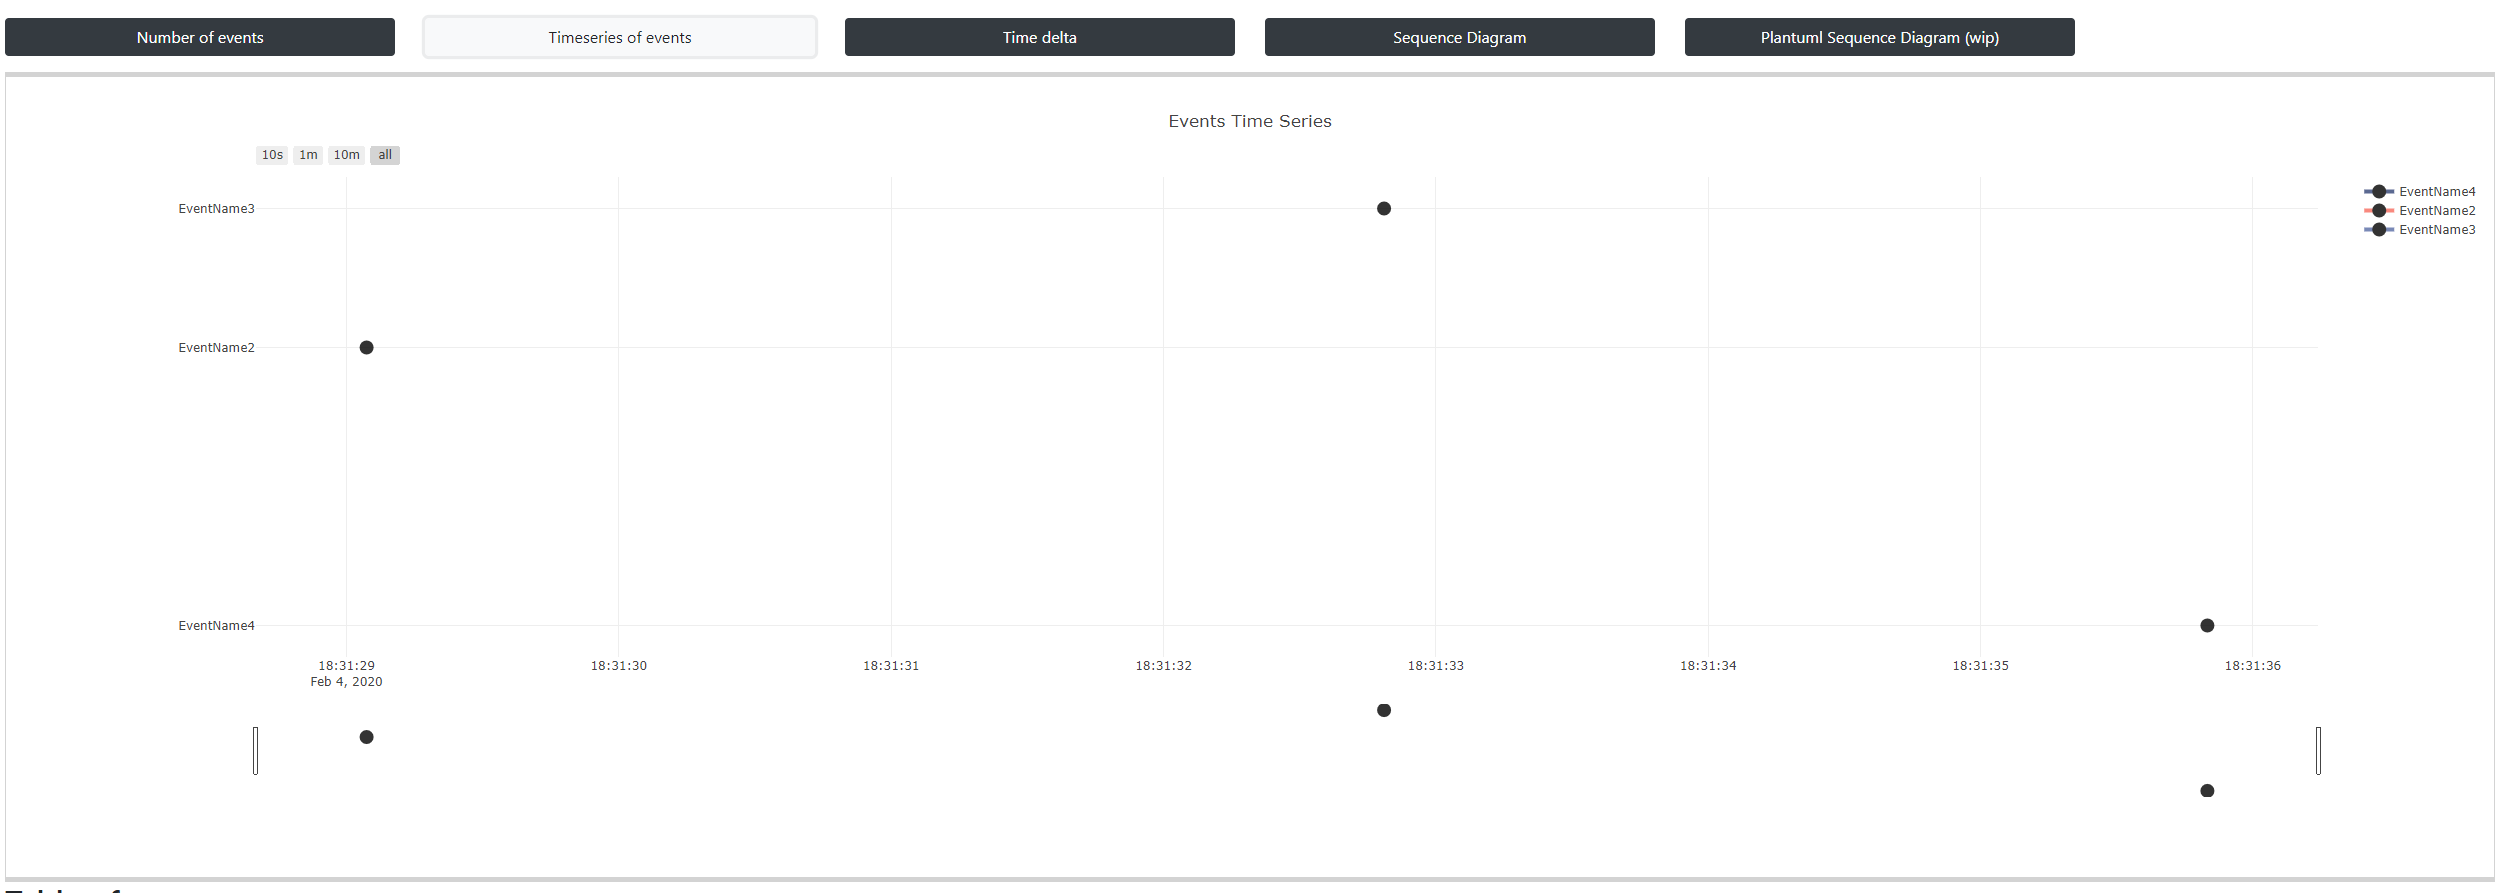 Number of events
Timeseries of events
Time delta
Sequence Diagram
Plantuml Sequence Diagram (wip)
Events Time Series
10s 1m 10m all
EventName3
EventName2
EventName4
EventName4
EventName2
EventName3
18:31:29 18:31:30 18:31:31 18:31:32 18:31:33 18:31:34 18:31:35 18:31:36
Feb 4, 2020